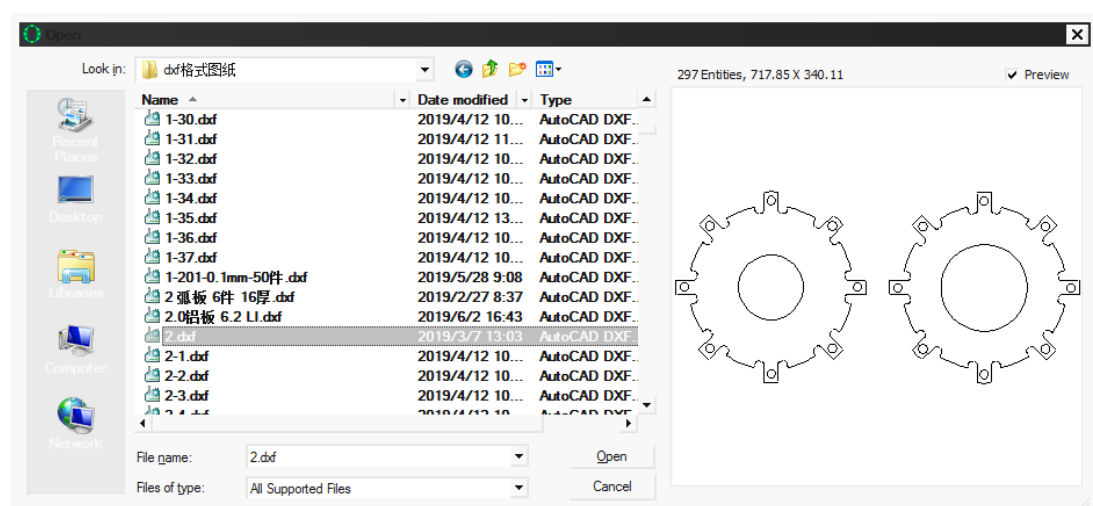 Open
Look in: dxf格式图纸
297 Entities, 717.85 X 340.11
Preview
Name Date modified Type
1-30.dxf 2019/4/12 10... AutoCAD DXF..
1-31.dxf 2019/4/12 11... AutoCAD DXF..
1-32.dxf 2019/4/12 10... AutoCAD DXF..
1-33.dxf 2019/4/12 10... AutoCAD DXF..
1-34.dxf 2019/4/12 10... AutoCAD DXF..
1-35.dxf 2019/4/12 13... AutoCAD DXF..
1-36.dxf 2019/4/12 10... AutoCAD DXF..
1-37.dxf 2019/4/12 10... AutoCAD DXF..
1-201-0.1mm-50件.dxf 2019/5/28 9:08 AutoCAD DXF..
2 弧板 6件 16厚.dxf 2019/2/27 8:37 AutoCAD DXF..
2.0铝板 6.2 LI.dxf 2019/6/2 16:43 AutoCAD DXF..
2.dxf 2019/3/7 13:03 AutoCAD DXF..
2-1.dxf 2019/4/12 10... AutoCAD DXF..
2-2.dxf 2019/4/12 10... AutoCAD DXF..
2-3.dxf 2019/4/12 10... AutoCAD DXF..
2-4.dxf 2019/4/12 10... AutoCAD DXF..
Recent
Places
Desktop
Libraries
Computer
Network
File name: 2.dxf Open
Files of type: All Supported Files Cancel